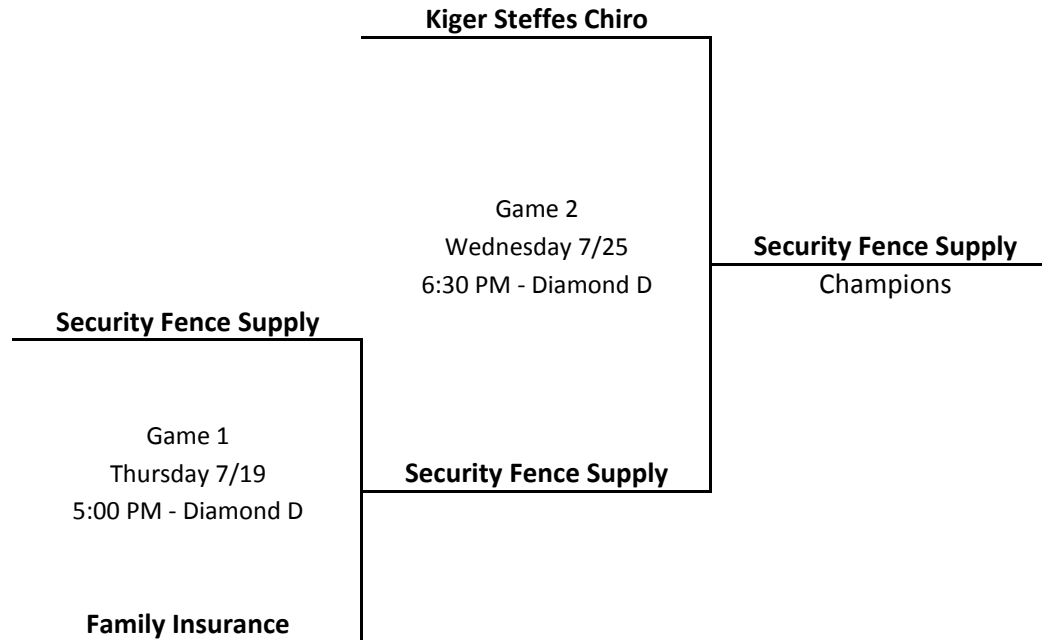 Kiger Steffes Chiro
Game 2
Wednesday 7/25
6:30 PM - Diamond D
Security Fence Supply
Champions
Security Fence Supply
Game 1
Thursday 7/19
5:00 PM - Diamond D
Security Fence Supply
Family Insurance